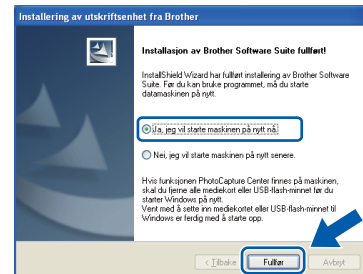 Installering av utskriftsenhet fra Brother
Installasjon av Brother Software Suite fullført!
InstallShield Wizard har fullført installering av Brother Software
Suite. Før du kan bruke programmet, må du starte
datamaskinen på nytt.
Ja, jeg vil starte maskinen på nytt nå.
Nei, jeg vil starte maskinen på nytt senere.
Hvis funksjonen PhotoCapture Center finnes på maskinen,
skal du fjerne alle mediekort eller USB-flash-minnet før du
starter Windows på nytt.
Vent med å sette inn mediekortet eller USB-flash-minnet til
Windows er ferdig med å starte opp.
< Tilbake Fullfør Avbryt